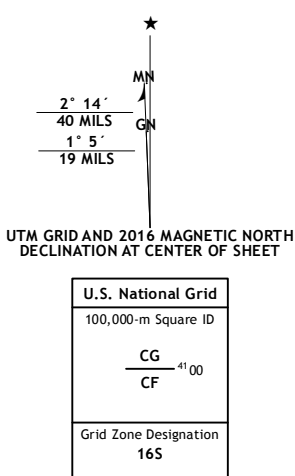 ★
MN
2° 14´
40 MILS
GN
1° 5´
19 MILS
UTM GRID AND 2016 MAGNETIC NORTH
DECLINATION AT CENTER OF SHEET
U.S. National Grid
100,000-m Square ID
CG
⁴¹00
CF
Grid Zone Designation
16S